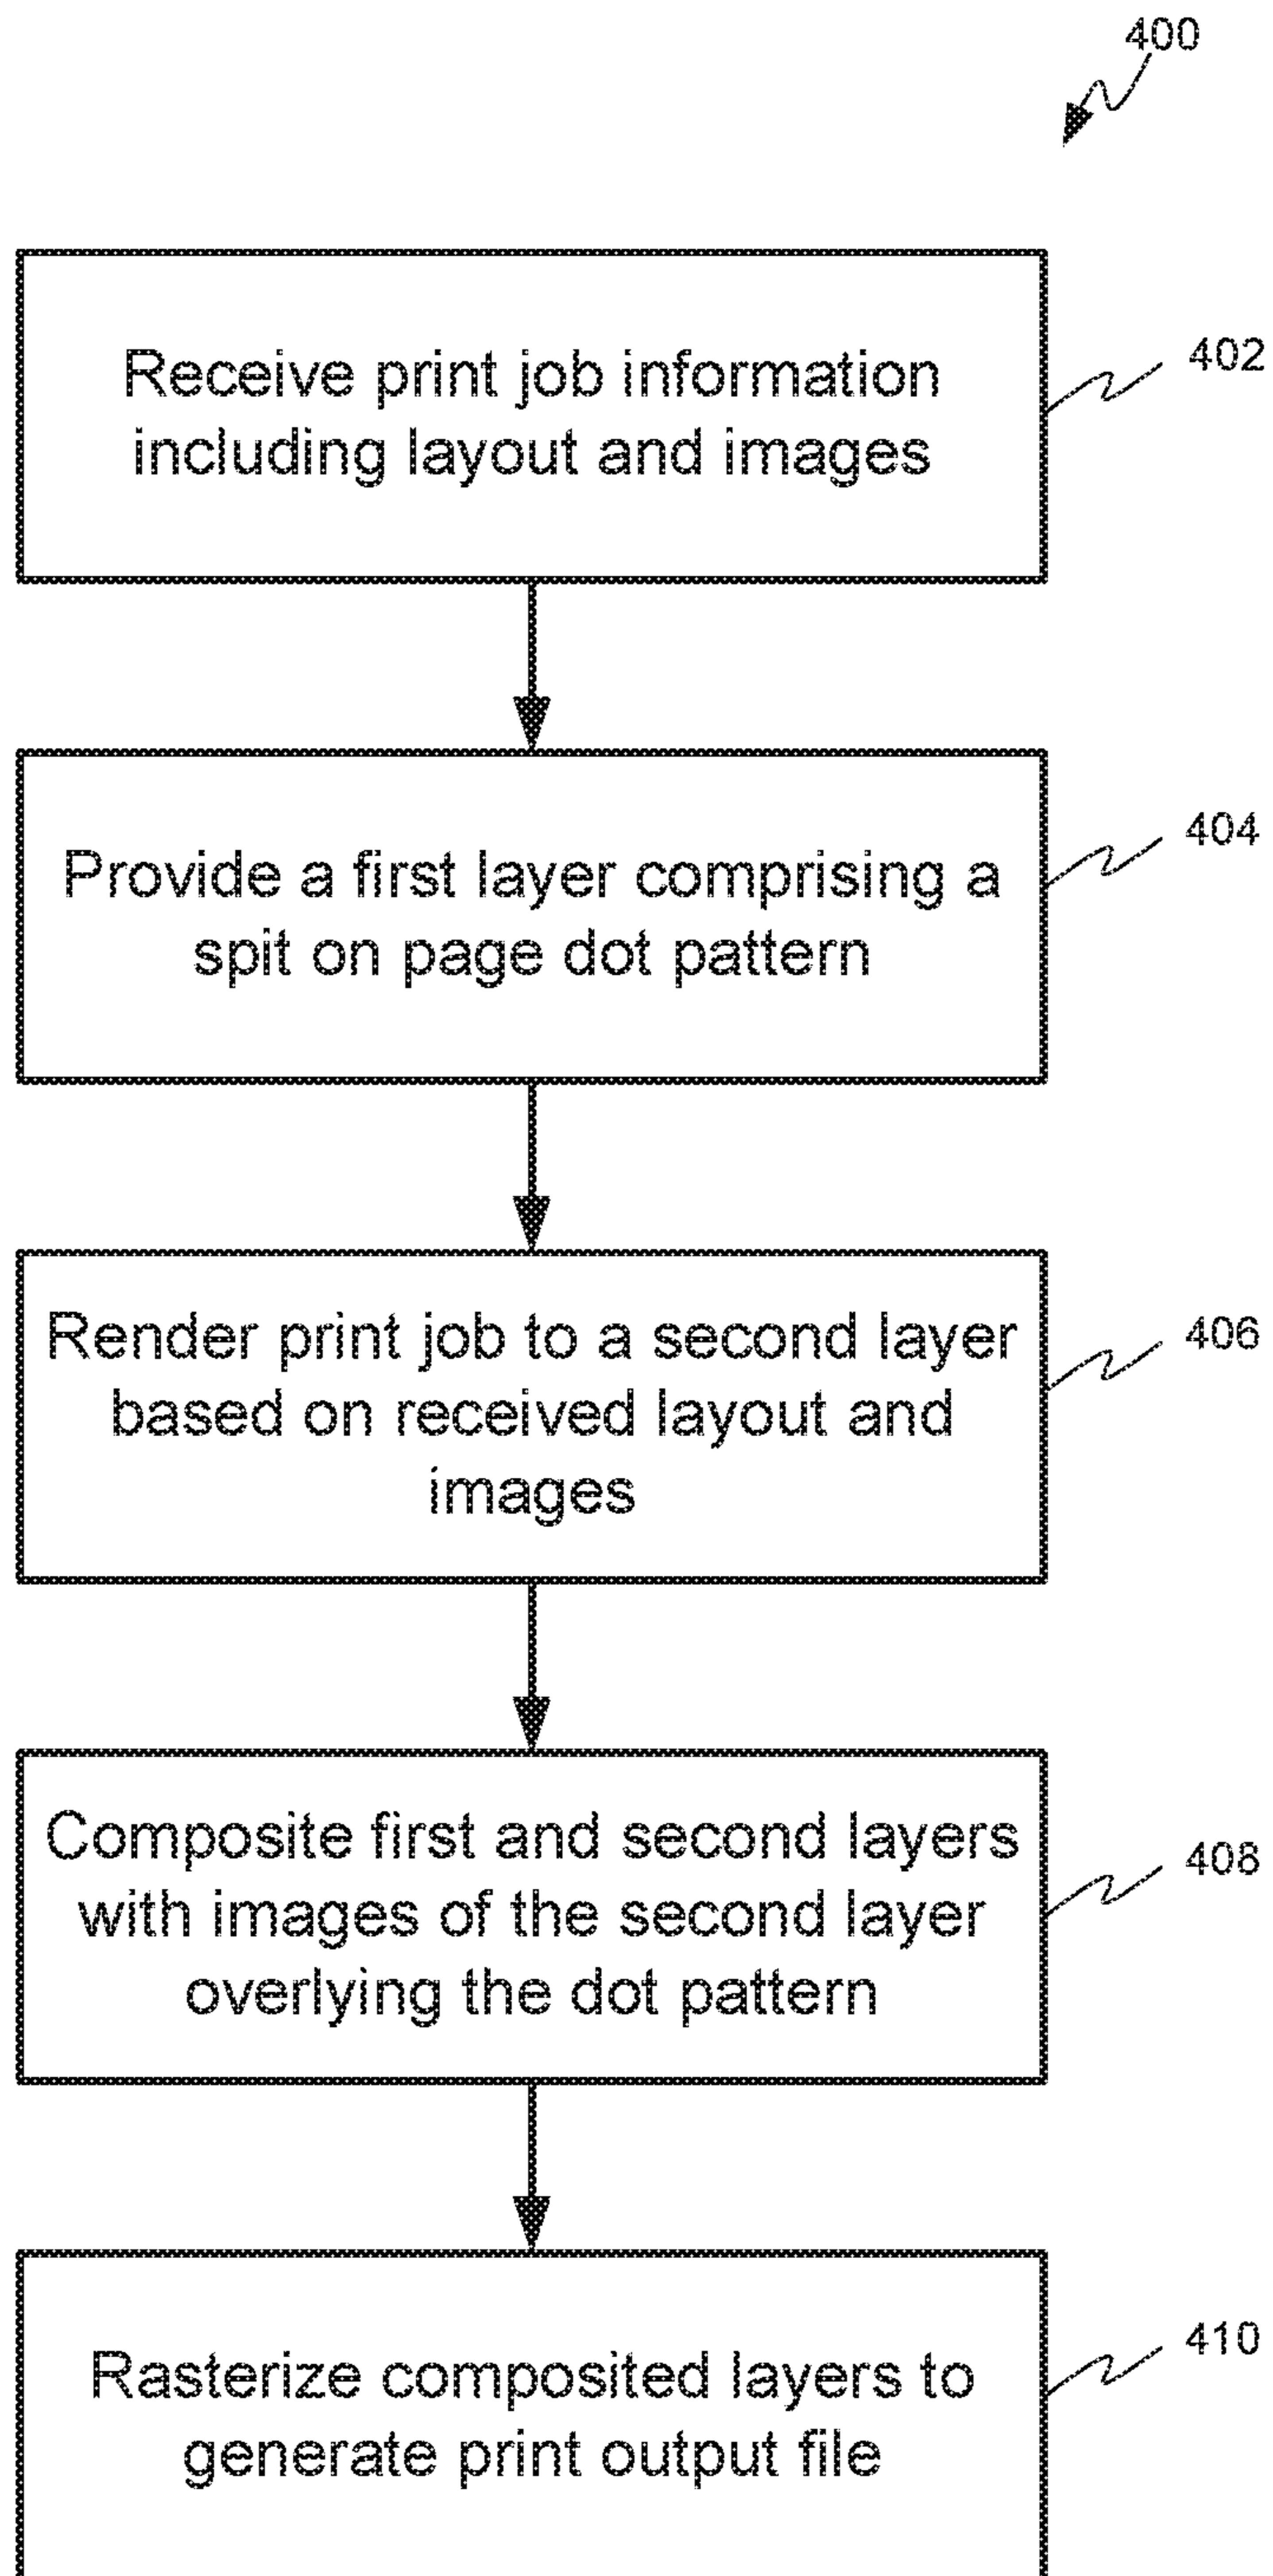 400
Receive print job information
including layout and images
402
Provide a first layer comprising a
spit on page dot pattern
404
Render print job to a second layer
based on received layout and
images
406
Composite first and second layers
with images of the second layer
overlying the dot pattern
408
Rasterize composited layers to
generate print output file
410